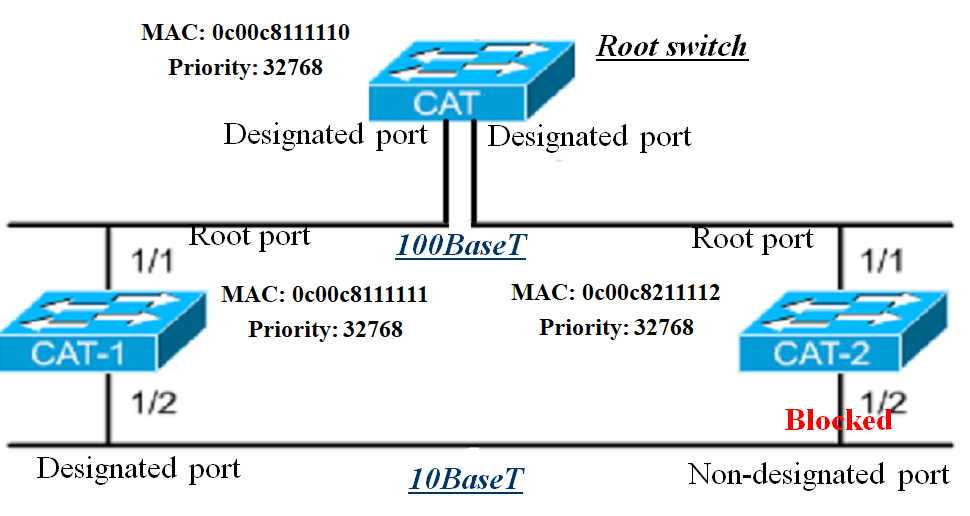 MAC: 0c00c8111110
Priority: 32768
Root switch
CAT
Designated port
Designated port
Root port
100BaseT
Root port
1/1
1/1
MAC: 0c00c8111111
Priority: 32768
MAC: 0c00c8211112
Priority: 32768
CAT-1
CAT-2
1/2
1/2
Blocked
Designated port
10BaseT
Non-designated port